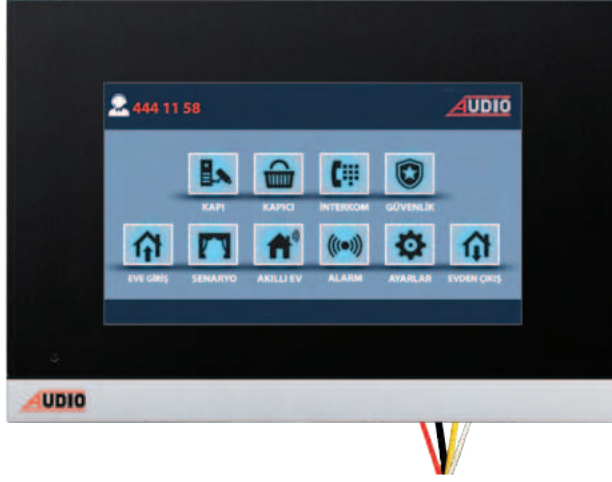 444 11 58
AUDIO
KAPI
KAPICI
İNTERKOM
GÜVENLİK
EVE GİRİŞ
SENARYO
AKILLI EV
ALARM
AYARLAR
EVDEN ÇIKIŞ
AUDIO